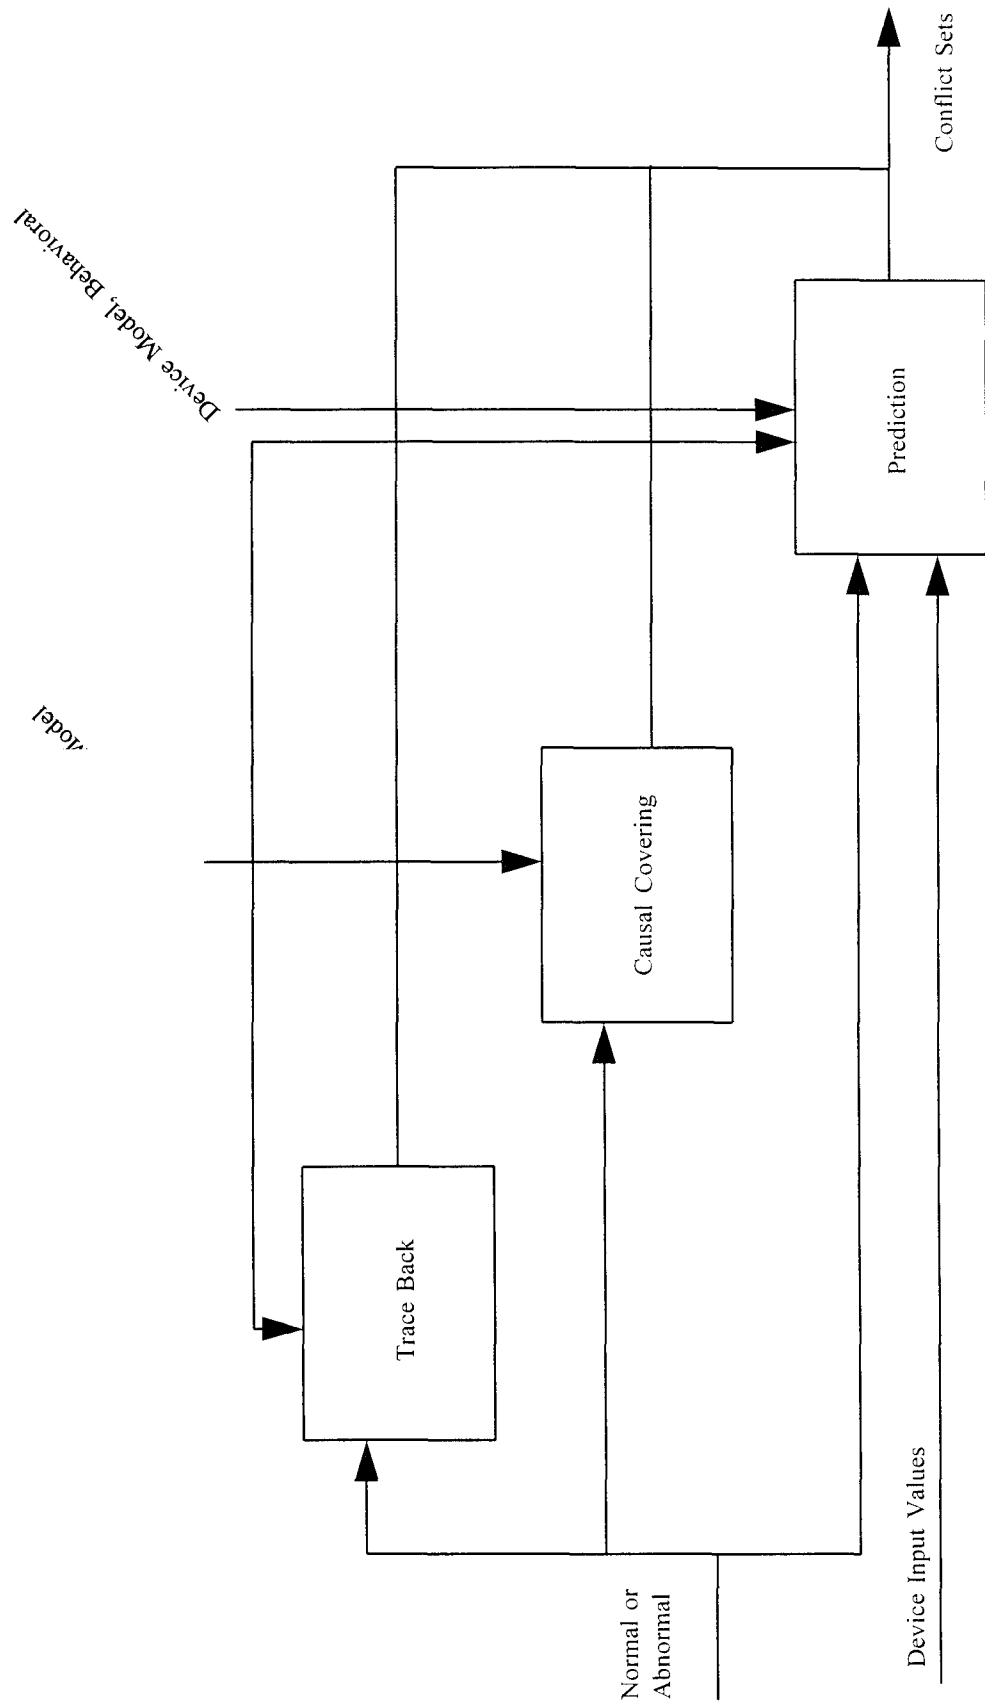 Normal or
Abnormal
Device Input Values
Trace Back
Causal Covering
Prediction
Device Model, Behavioral
Conflict Sets